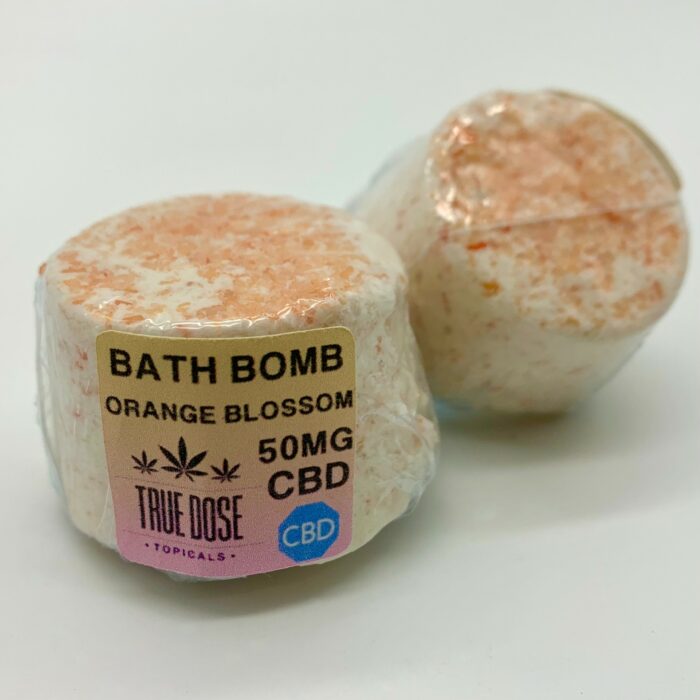 BATH BOMB
ORANGE BLOSSOM
50MG
CBD
TRUE DOSE
• TOPICALS •
CBD